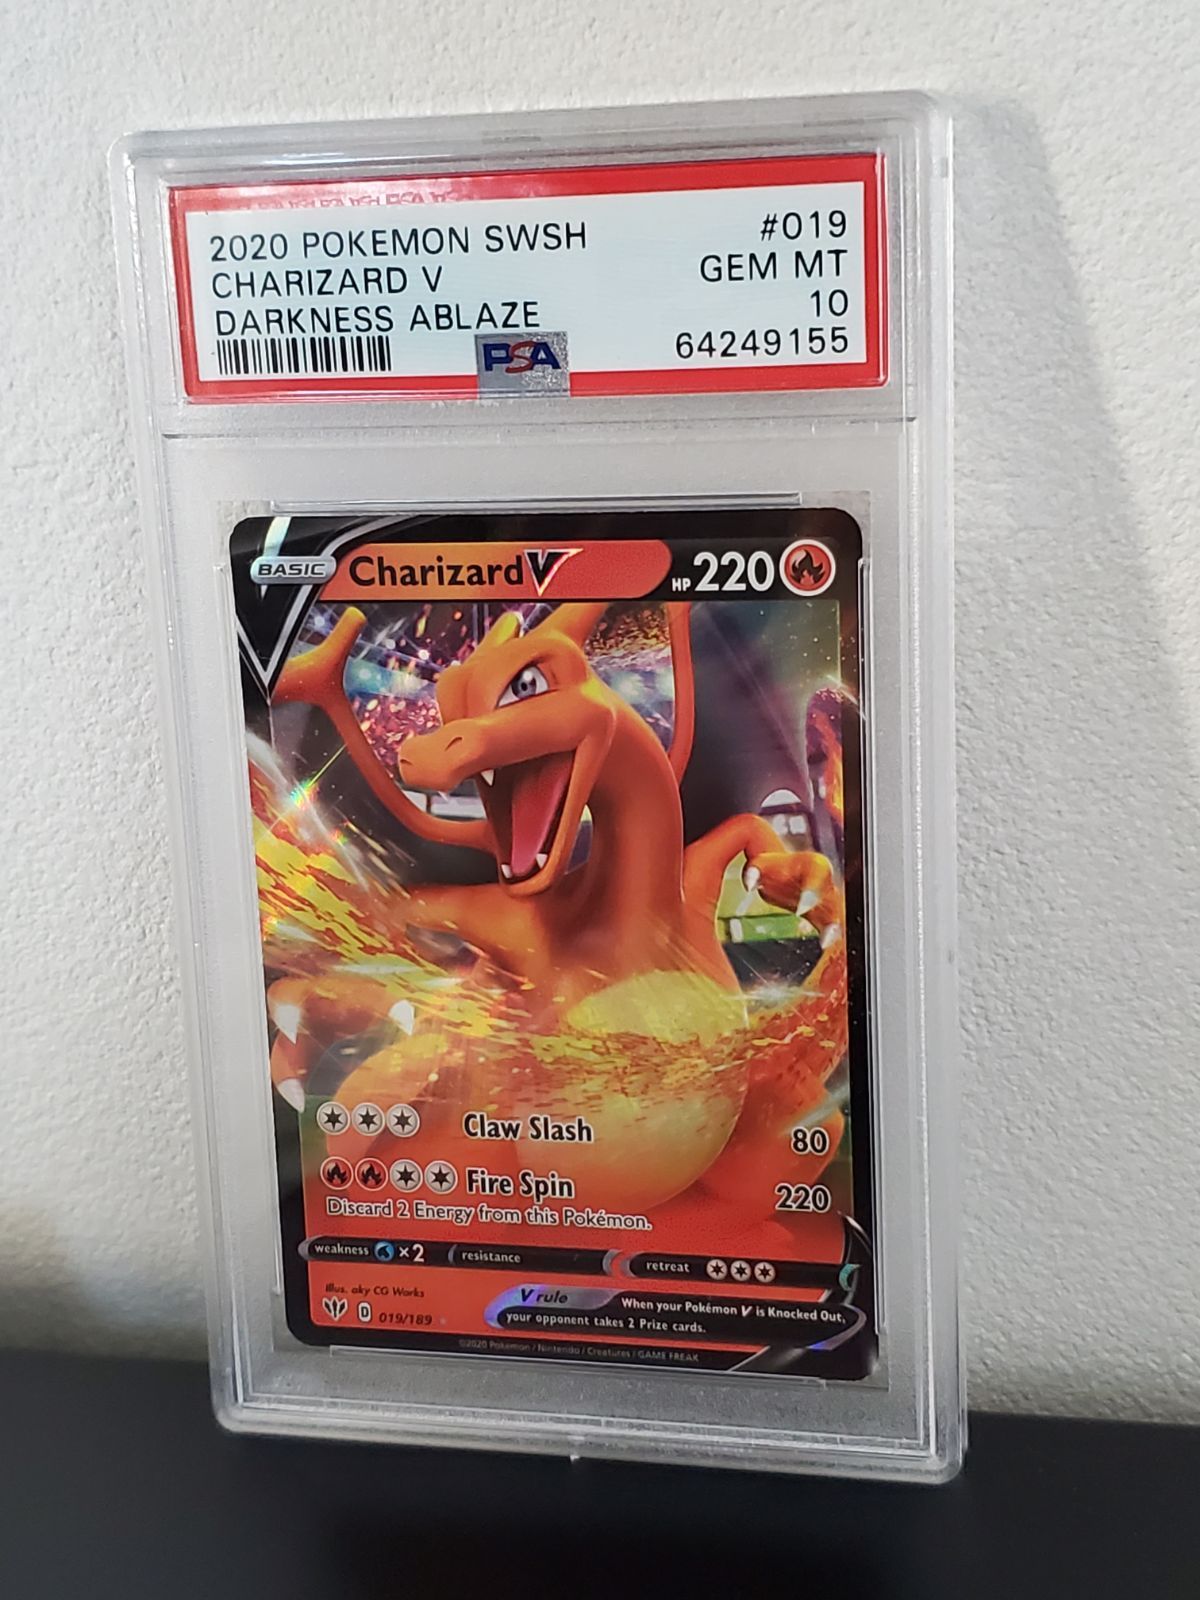 2020 POKEMON SWSH #019
CHARIZARD V GEM MT
DARKNESS ABLAZE 10
PSA 64249155
BASIC Charizard V HP 220
Claw Slash 80
Fire Spin 220
Discard 2 Energy from this Pokémon.
weakness ×2 resistance retreat
Illus. aky CG Works
V rule When your Pokémon V is Knocked Out,
your opponent takes 2 Prize cards.
D 019/189
©2020 Pokémon / Nintendo / Creatures / GAME FREAK